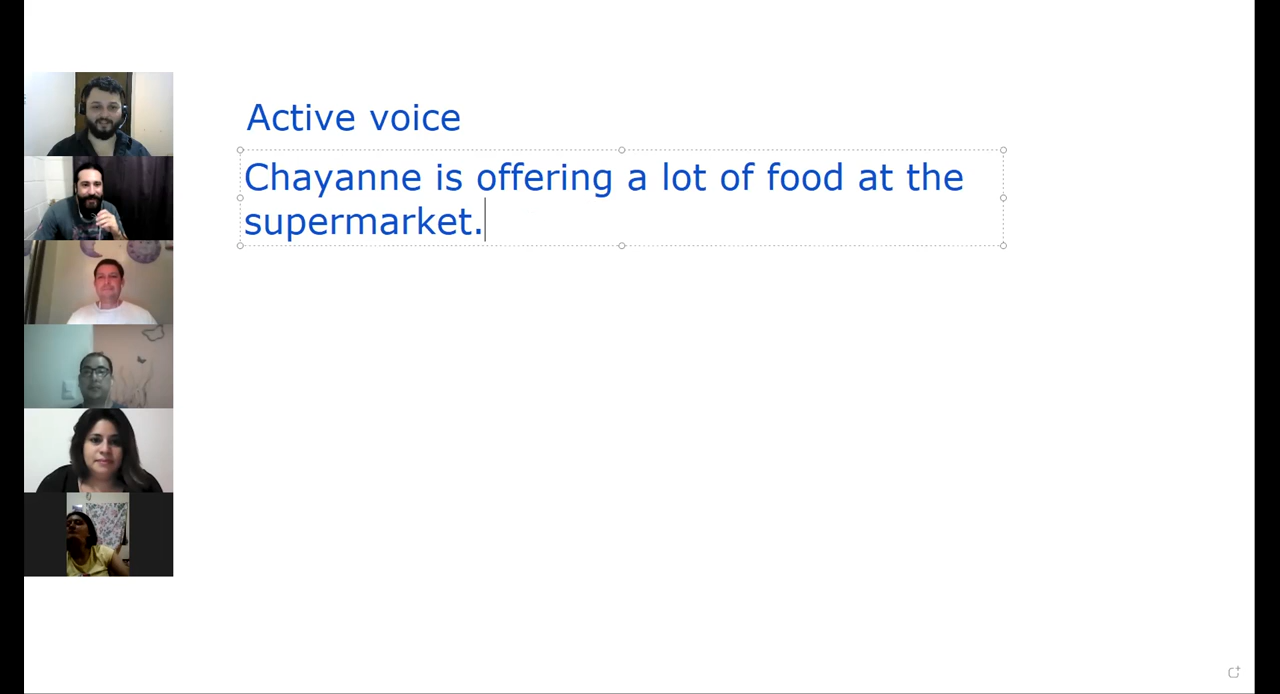 Active voice
Chayanne is offering a lot of food at the
supermarket.